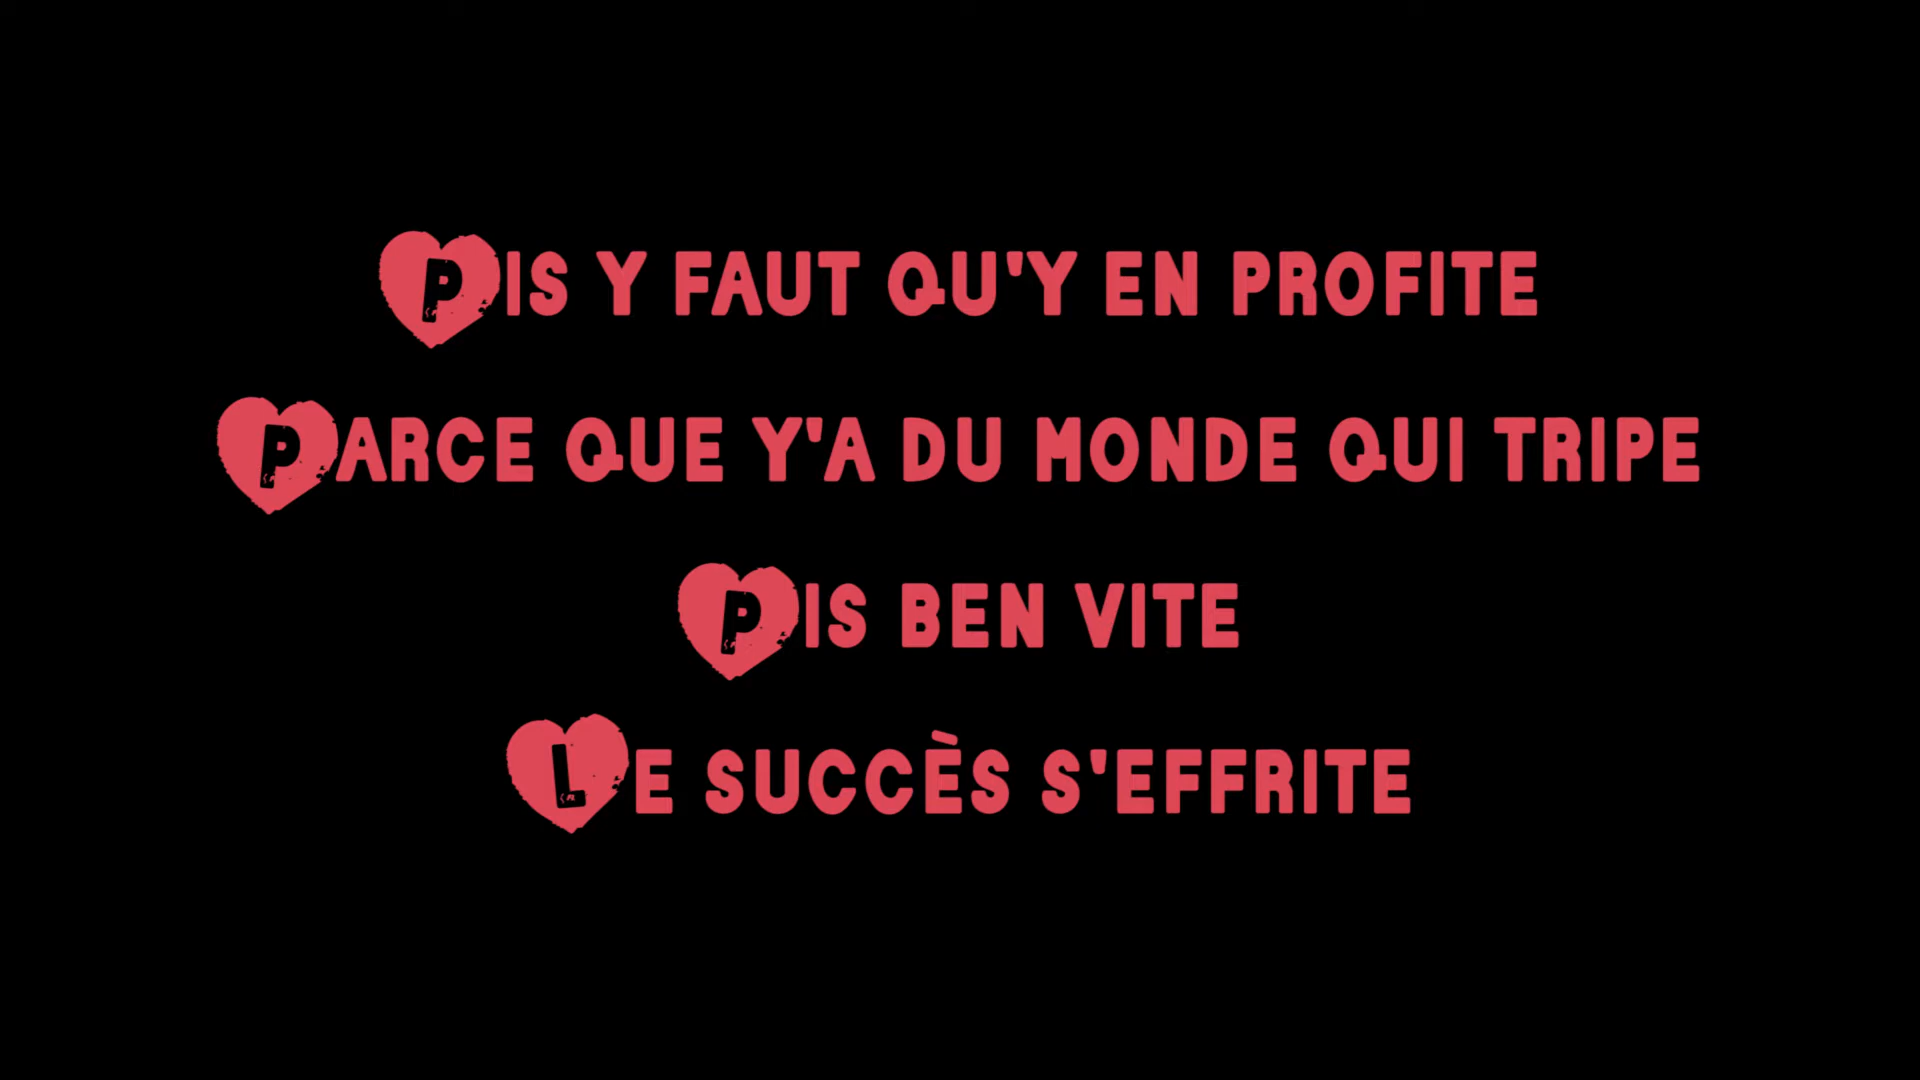 Pis y faut qu'y en profite
Parce que y'a du monde qui tripe
Pis ben vite
Le succès s'effrite